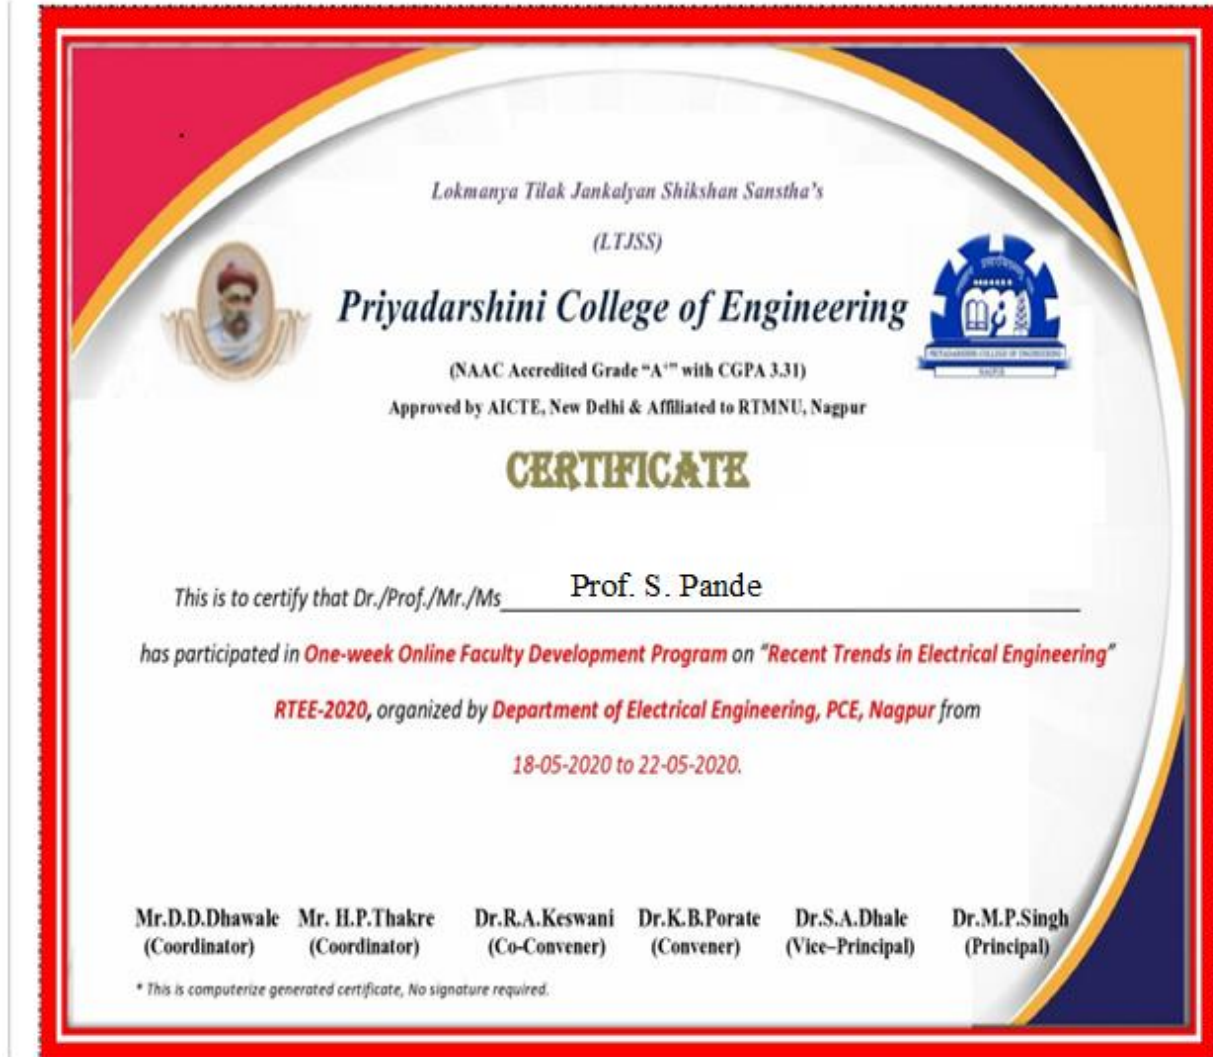 Lokmanya Tilak Jankalyan Shikshan Sanstha's
(LTJSS)
Priyadarshini College of Engineering
PRIYADARSHINI COLLEGE OF ENGINEERING
NAGPUR
(NAAC Accredited Grade "A+" with CGPA 3.31)
Approved by AICTE, New Delhi & Affiliated to RTMNU, Nagpur
CERTIFICATE
This is to certify that Dr./Prof./Mr./Ms Prof. S. Pande
has participated in One-week Online Faculty Development Program on "Recent Trends in Electrical Engineering"
RTEE-2020, organized by Department of Electrical Engineering, PCE, Nagpur from
18-05-2020 to 22-05-2020.
Mr.D.D.Dhawale Mr. H.P.Thakre Dr.R.A.Keswani Dr.K.B.Porate Dr.S.A.Dhale Dr.M.P.Singh
(Coordinator) (Coordinator) (Co-Convener) (Convener) (Vice–Principal) (Principal)
* This is computerize generated certificate, No signature required.